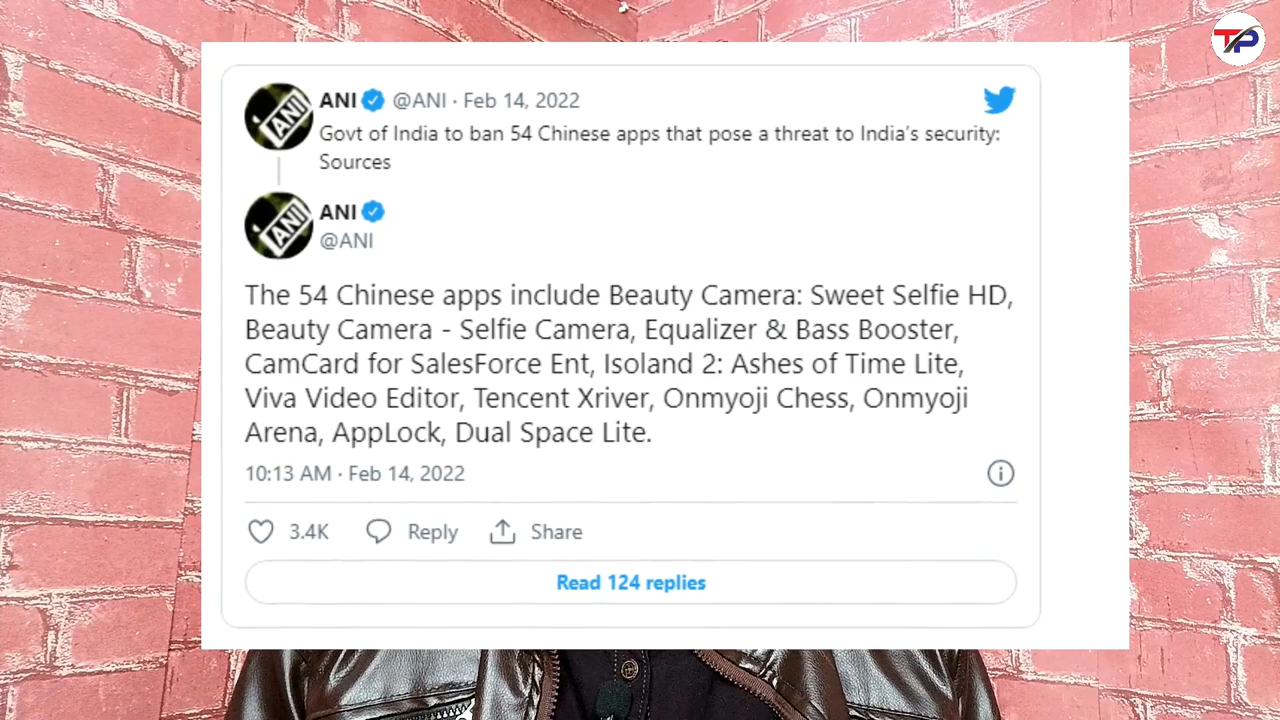 TP
ANI @ANI · Feb 14, 2022
Govt of India to ban 54 Chinese apps that pose a threat to India's security:
Sources
ANI
ANI
@ANI
ANI
The 54 Chinese apps include Beauty Camera: Sweet Selfie HD,
Beauty Camera - Selfie Camera, Equalizer & Bass Booster,
CamCard for SalesForce Ent, Isoland 2: Ashes of Time Lite,
Viva Video Editor, Tencent Xriver, Onmyoji Chess, Onmyoji
Arena, AppLock, Dual Space Lite.
10:13 AM · Feb 14, 2022
3.4K Reply Share
Read 124 replies